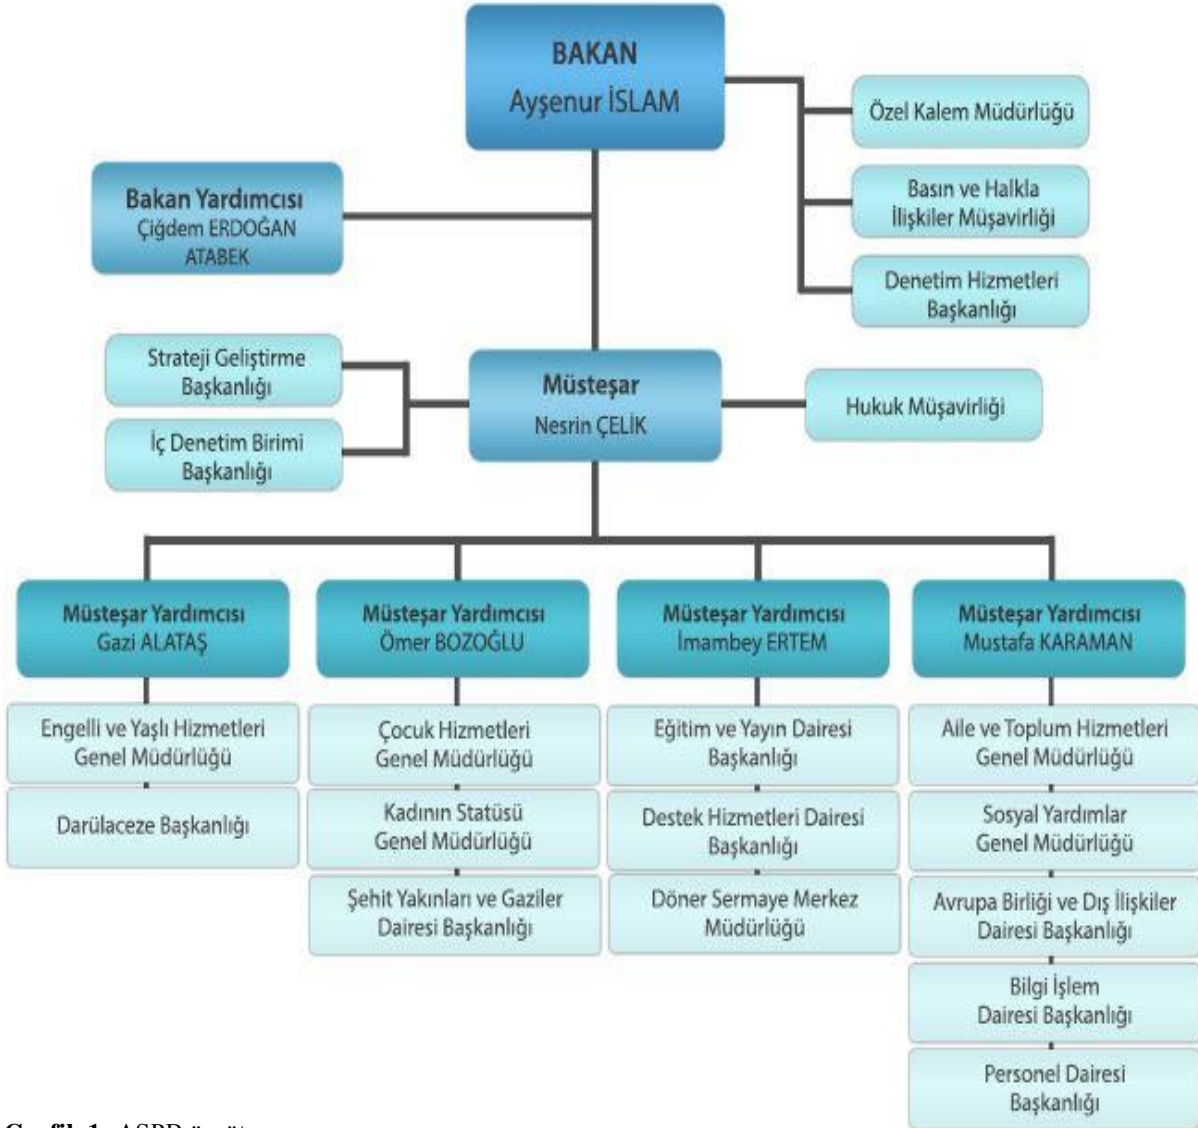 BAKAN
Ayşenur İSLAM
Özel Kalem Müdürlüğü
Basın ve Halkla
İlişkiler Müşavirliği
Denetim Hizmetleri
Başkanlığı
Bakan Yardımcısı
Çiğdem ERDOĞAN
ATABEK
Strateji Geliştirme
Başkanlığı
İç Denetim Birimi
Başkanlığı
Müsteşar
Nesrin ÇELİK
Hukuk Müşavirliği
Müsteşar Yardımcısı
Gazi ALATAŞ
Engelli ve Yaşlı Hizmetleri
Genel Müdürlüğü
Darülaceze Başkanlığı
Müsteşar Yardımcısı
Ömer BOZOĞLU
Çocuk Hizmetleri
Genel Müdürlüğü
Kadının Statüsü
Genel Müdürlüğü
Şehit Yakınları ve Gaziler
Dairesi Başkanlığı
Müsteşar Yardımcısı
İmambey ERTEM
Eğitim ve Yayın Dairesi
Başkanlığı
Destek Hizmetleri Dairesi
Başkanlığı
Döner Sermaye Merkez
Müdürlüğü
Müsteşar Yardımcısı
Mustafa KARAMAN
Aile ve Toplum Hizmetleri
Genel Müdürlüğü
Sosyal Yardımlar
Genel Müdürlüğü
Avrupa Birliği ve Dış İlişkiler
Dairesi Başkanlığı
Bilgi İşlem
Dairesi Başkanlığı
Personel Dairesi
Başkanlığı